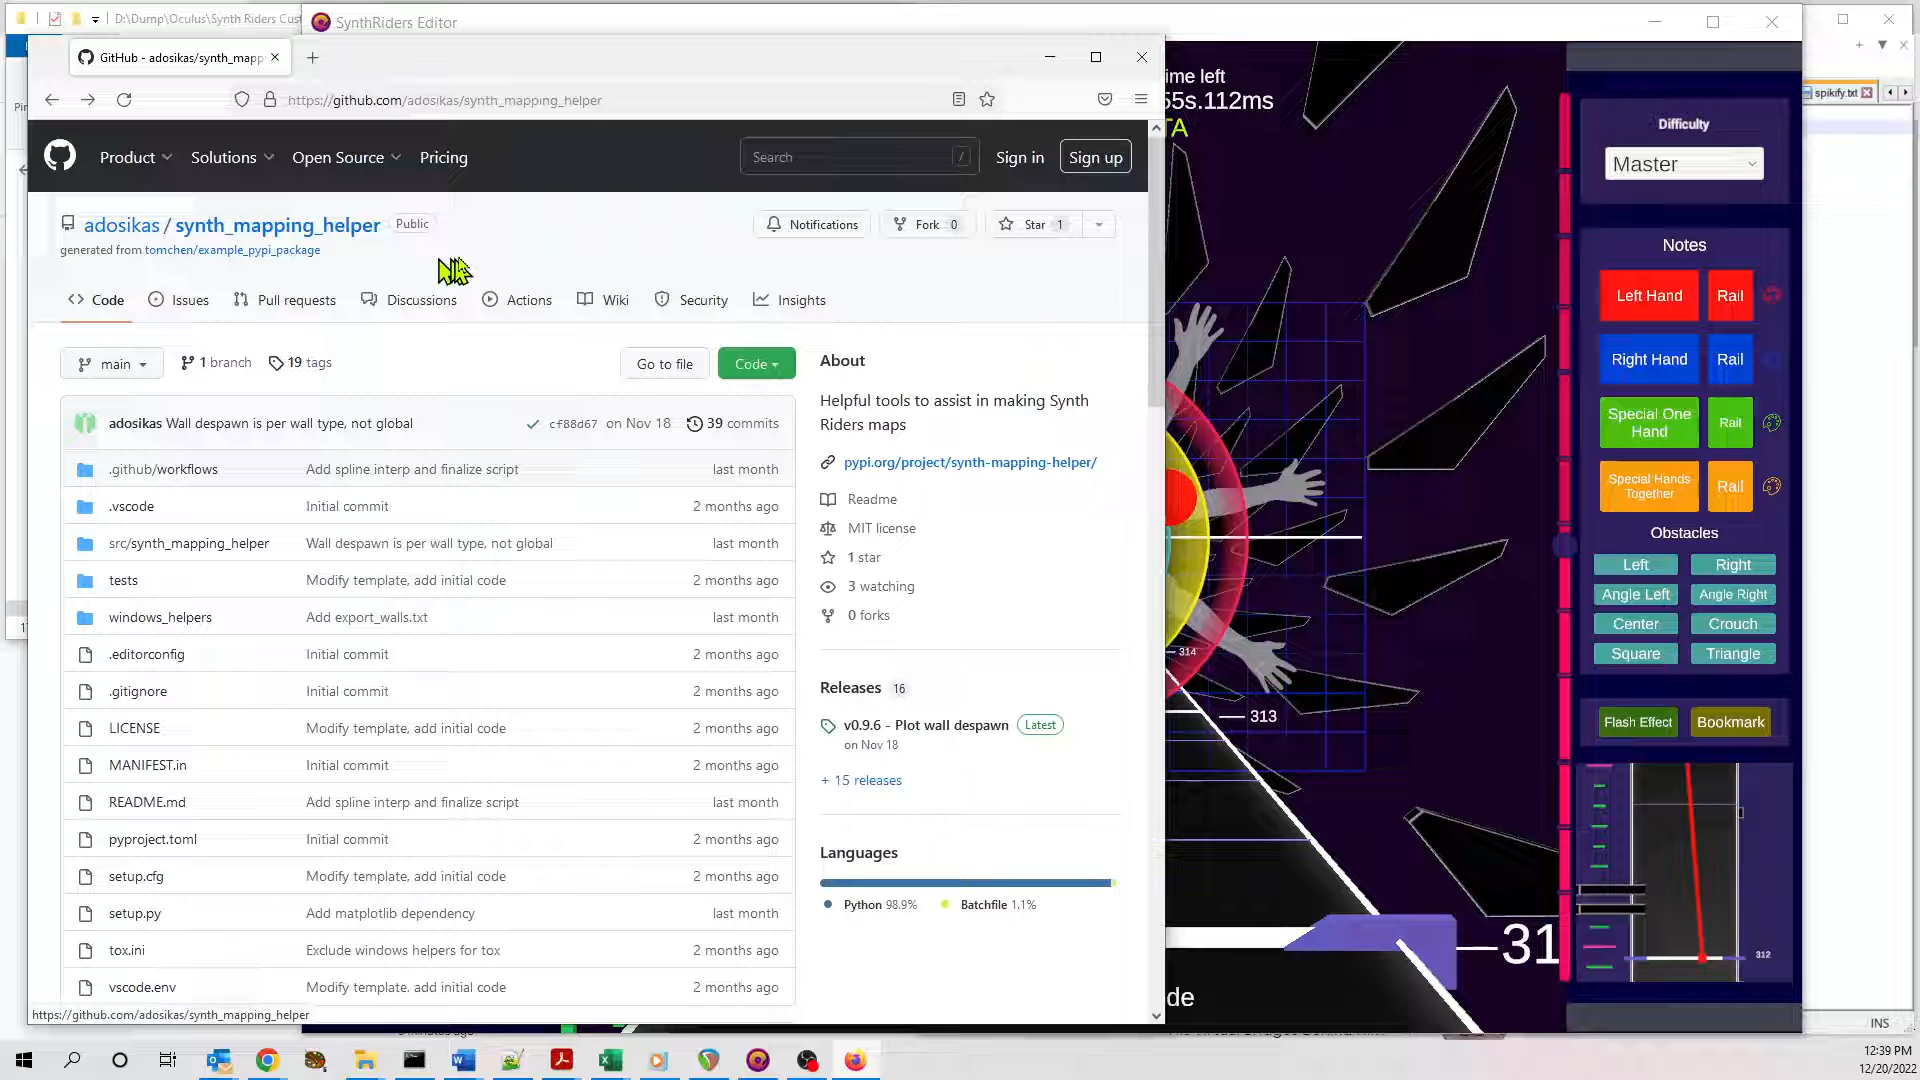 D:\Dump\Oculus\Synth Riders Cust
SynthRiders Editor
GitHub - adosikas/synth_mapp
https://github.com/adosikas/synth_mapping_helper
Product
Solutions
Open Source
Pricing
Search
/
Sign in
Sign up
adosikas / synth_mapping_helper
Public
generated from tomchen/example_pypi_package
Notifications
Fork 0
Star 1
Code
Issues
Pull requests
Discussions
Actions
Wiki
Security
Insights
main
1 branch
19 tags
Go to file
Code
adosikas Wall despawn is per wall type, not global
cf88d67 on Nov 18
39 commits
.github/workflows Add spline interp and finalize script last month
.vscode Initial commit 2 months ago
src/synth_mapping_helper Wall despawn is per wall type, not global last month
tests Modify template, add initial code 2 months ago
windows_helpers Add export_walls.txt last month
.editorconfig Initial commit 2 months ago
.gitignore Initial commit 2 months ago
LICENSE Modify template, add initial code 2 months ago
MANIFEST.in Initial commit 2 months ago
README.md Add spline interp and finalize script last month
pyproject.toml Initial commit 2 months ago
setup.cfg Modify template, add initial code 2 months ago
setup.py Add matplotlib dependency last month
tox.ini Exclude windows helpers for tox 2 months ago
vscode.env Modify template, add initial code 2 months ago
https://github.com/adosikas/synth_mapping_helper
About
Helpful tools to assist in making Synth
Riders maps
pypi.org/project/synth-mapping-helper/
Readme
MIT license
1 star
3 watching
0 forks
Releases 16
v0.9.6 - Plot wall despawn Latest
on Nov 18
+ 15 releases
Languages
Python 98.9%
Batchfile 1.1%
ime left
55s.112ms
TA
314
313
31
de
Difficulty
Master
Notes
Left Hand Rail
Right Hand Rail
Special One
Hand
Rail
Special Hands
Together
Rail
Obstacles
Left Right
Angle Left Angle Right
Center Crouch
Square Triangle
Flash Effect Bookmark
312
spikify.txt
INS
12:39 PM
12/20/2022